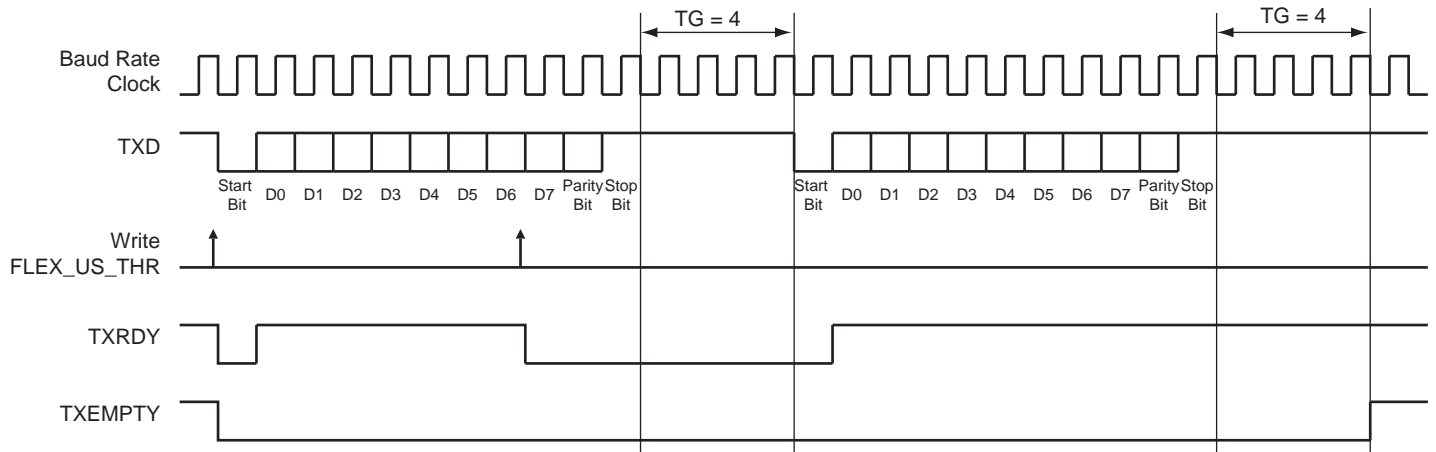 TG = 4
TG = 4
Baud Rate
Clock
TXD
Start
Bit
D0
D1
D2
D3
D4
D5
D6
D7
Parity
Bit
Stop
Bit
Start
Bit
D0
D1
D2
D3
D4
D5
D6
D7
Parity
Bit
Stop
Bit
Write
FLEX_US_THR
TXRDY
TXEMPTY